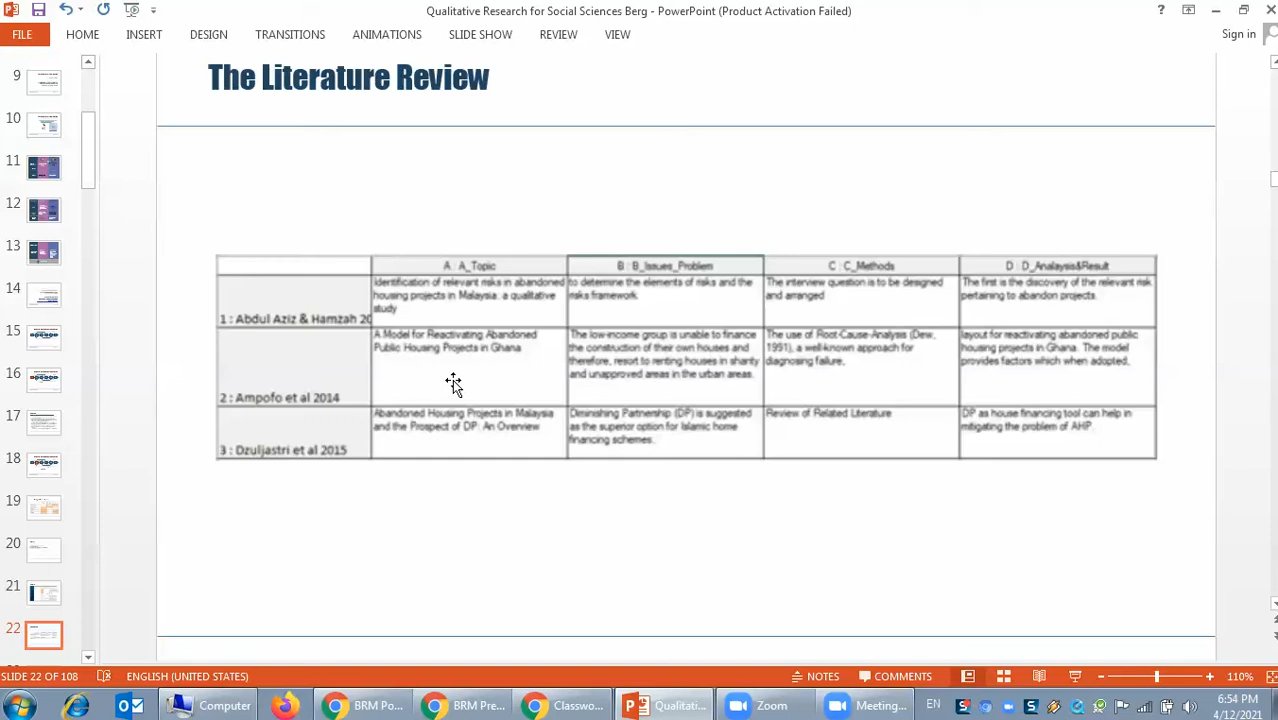 Qualitative Research for Social Sciences Berg - PowerPoint (Product Activation Failed)
FILE HOME INSERT DESIGN TRANSITIONS ANIMATIONS SLIDE SHOW REVIEW VIEW Sign in
The Literature Review
A : A_Topic B : B_Issues_Problem C : C_Methods D : D_Analaysis&Result
1 : Abdul Aziz & Hamzah 20
Identification of relevant risks in abandoned
housing projects in Malaysia: a qualitative
study
to determine the elements of risks and the
risks framework.
The interview question is to be designed
and arranged
The first is the discovery of the relevant risk
pertaining to abandon projects.
2 : Ampofo et al 2014
A Model for Reactivating Abandoned
Public Housing Projects in Ghana
The low-income group is unable to finance
the construction of their own houses and
therefore, resort to renting houses in shanty
and unapproved areas in the urban areas.
The use of Root-Cause-Analysis (Dew,
1991), a well-known approach for
diagnosing failure.
layout for reactivating abandoned public
housing projects in Ghana. The model
provides factors which when adopted,
3 : Dzuljastri et al 2015
Abandoned Housing Projects in Malaysia
and the Prospect of DP: An Overview
Diminishing Partnership (DP) is suggested
as the superior option for Islamic home
financing schemes.
Review of Related Literature
DP as house financing tool can help in
mitigating the problem of AHP.
9
10
11
12
13
14
15
16
17
18
19
20
21
22
SLIDE 22 OF 108 ENGLISH (UNITED STATES) NOTES COMMENTS 110%
Computer BRM Po... BRM Pre... Classwo... Qualitati... Zoom Meeting... EN 6:54 PM
4/12/2021